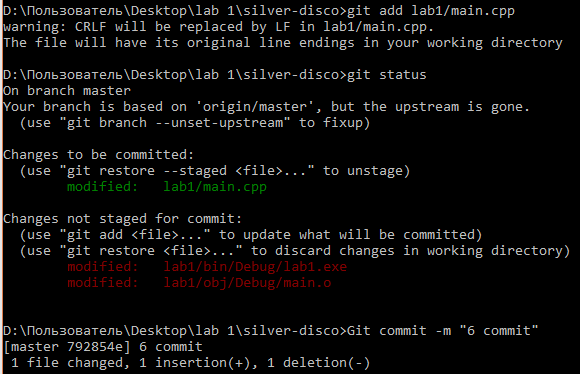 D:\Пользователь\Desktop\lab 1\silver-disco>git add lab1/main.cpp
warning: CRLF will be replaced by LF in lab1/main.cpp.
The file will have its original line endings in your working directory
D:\Пользователь\Desktop\lab 1\silver-disco>git status
On branch master
Your branch is based on 'origin/master', but the upstream is gone.
  (use "git branch --unset-upstream" to fixup)
Changes to be committed:
  (use "git restore --staged <file>..." to unstage)
        modified:   lab1/main.cpp
Changes not staged for commit:
  (use "git add <file>..." to update what will be committed)
  (use "git restore <file>..." to discard changes in working directory)
        modified:   lab1/bin/Debug/lab1.exe
        modified:   lab1/obj/Debug/main.o
D:\Пользователь\Desktop\lab 1\silver-disco>Git commit -m "6 commit"
[master 792854e] 6 commit
 1 file changed, 1 insertion(+), 1 deletion(-)